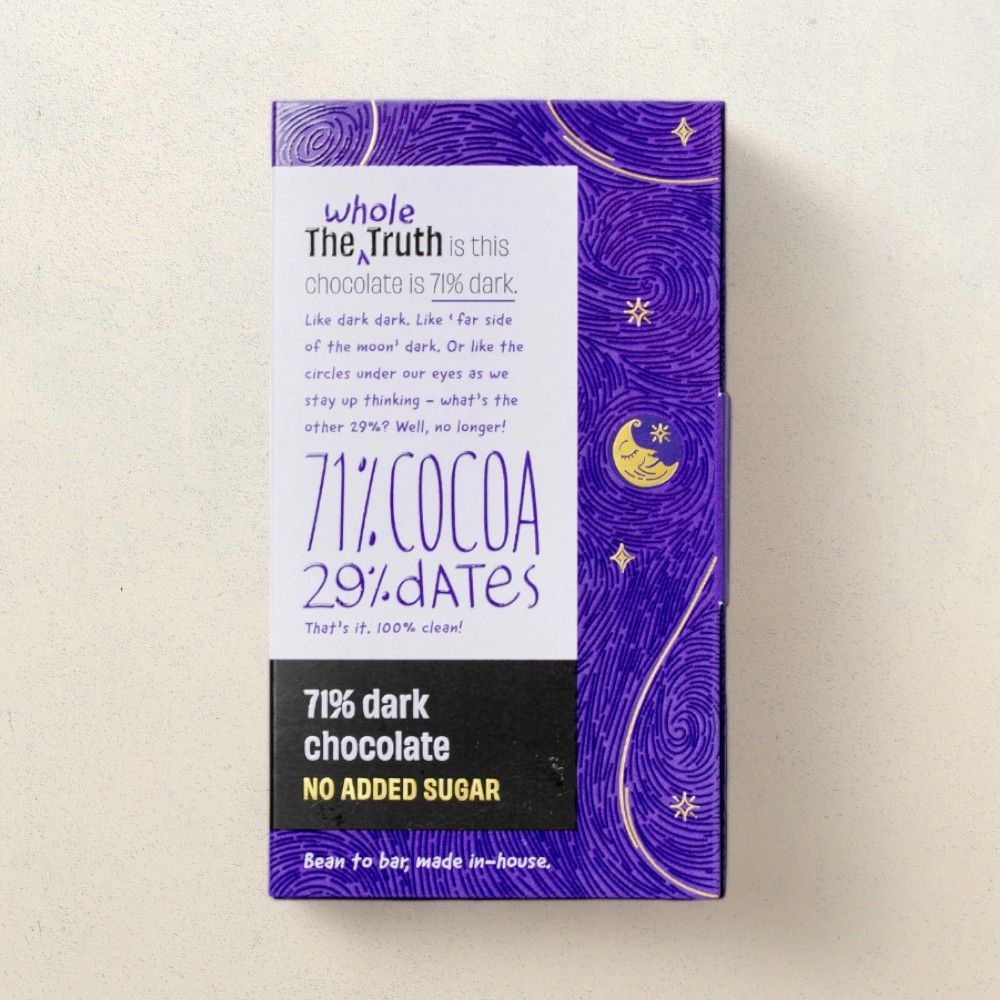 whole
The ^ Truth is this
chocolate is 71% dark.
Like dark dark. Like 'far side
of the moon' dark. Or like the
circles under our eyes as we
stay up thinking – what's the
other 29%? Well, no longer!
71% COCOA
29% dATes
That's it. 100% clean!
71% dark
chocolate
NO ADDED SUGAR
Bean to bar, made in-house.